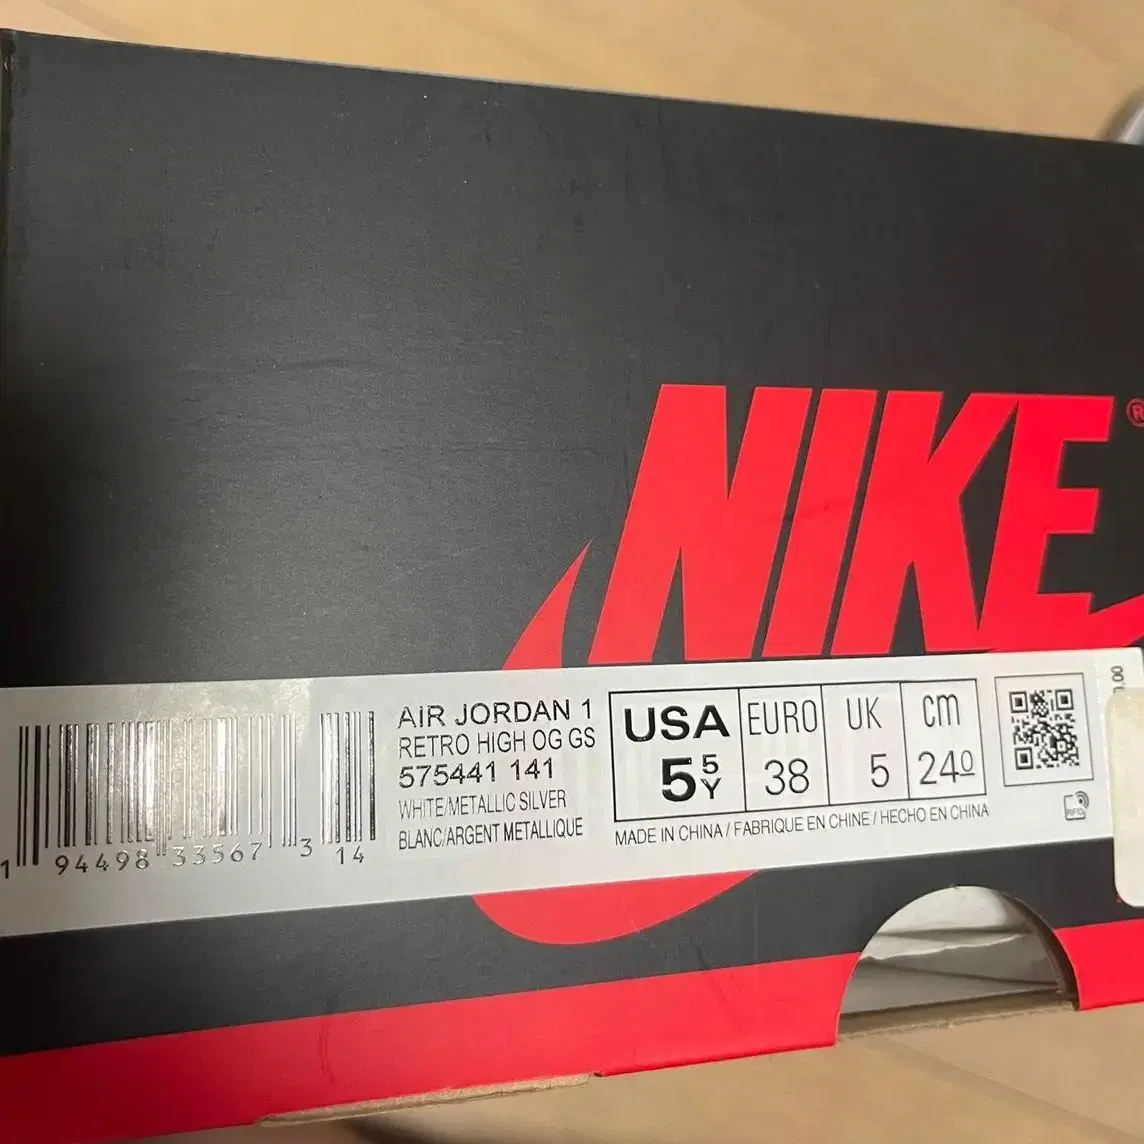 NIKE®
AIR JORDAN 1
RETRO HIGH OG GS
575441 141
WHITE/METALLIC SILVER
BLANC/ARGENT METALLIQUE
USA EURO UK cm
5 5 Y 38 5 24 0
MADE IN CHINA / FABRIQUE EN CHINE / HECHO EN CHINA
RFID
1 94498 33567 3 14